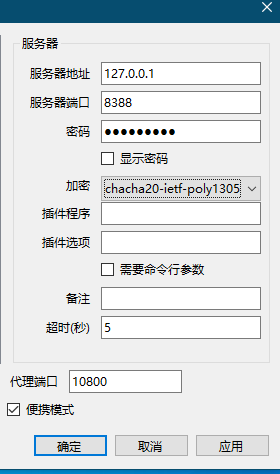 服务器
服务器地址 127.0.0.1
服务器端口 8388
密码 ●●●●●●●●●
显示密码
加密 chacha20-ietf-poly1305
插件程序
插件选项
需要命令行参数
备注
超时(秒) 5
代理端口 10800
便携模式
确定 取消 应用